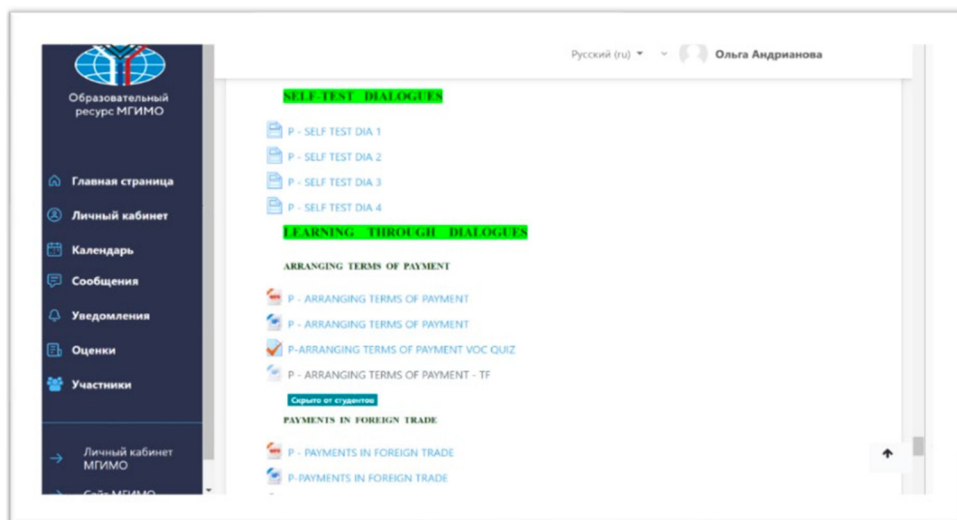 Образовательный
ресурс МГИМО
Главная страница
Личный кабинет
Календарь
Сообщения
Уведомления
Оценки
Участники
Личный кабинет
МГИМО
Сайт МГИМО
Русский (ru)
Ольга Андрианова
SELF-TEST DIALOGUES
P - SELF TEST DIA 1
P - SELF TEST DIA 2
P - SELF TEST DIA 3
P - SELF TEST DIA 4
LEARNING THROUGH DIALOGUES
ARRANGING TERMS OF PAYMENT
P - ARRANGING TERMS OF PAYMENT
P - ARRANGING TERMS OF PAYMENT
P-ARRANGING TERMS OF PAYMENT VOC QUIZ
P - ARRANGING TERMS OF PAYMENT - TF
Скрыто от студентов
PAYMENTS IN FOREIGN TRADE
P - PAYMENTS IN FOREIGN TRADE
P-PAYMENTS IN FOREIGN TRADE